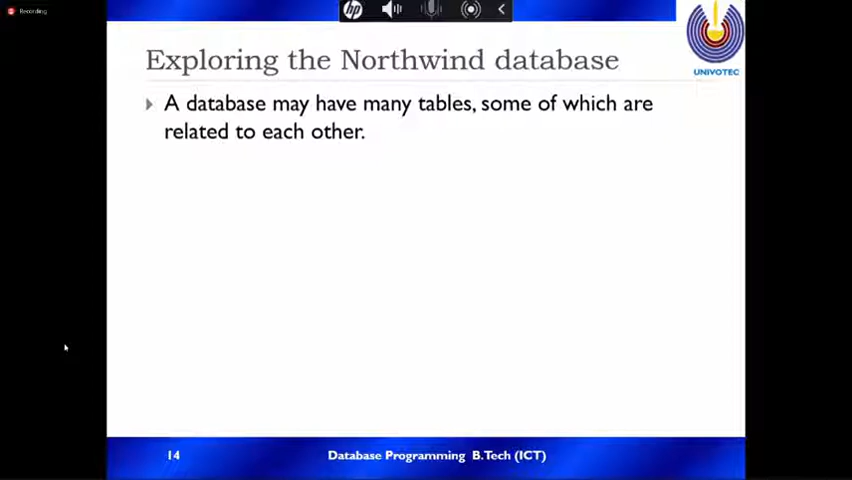 Recording
hp
Exploring the Northwind database
UNIVOTEC
A database may have many tables, some of which are
related to each other.
14
Database Programming B.Tech (ICT)